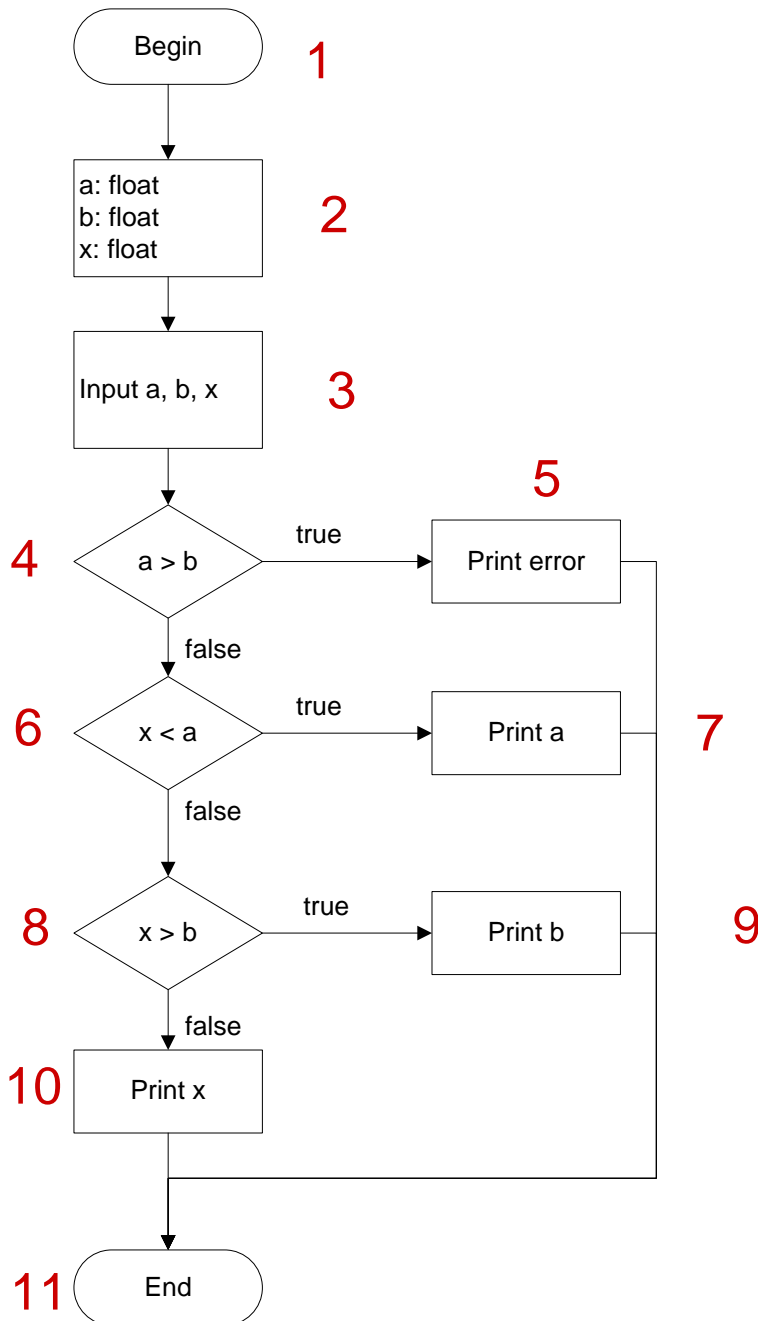 Begin
1
a: float
b: float
x: float
2
Input a, b, x
3
5
4
a > b
true
Print error
false
6
x < a
true
Print a
7
false
8
x > b
true
Print b
9
false
10
Print x
11
End